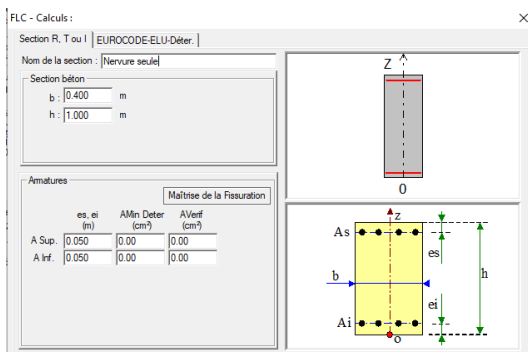 FLC - Calculs :
Section R, T ou I
EUROCODE-ELU-Déter.
Nom de la section : Nervure seule
Section béton
b : 0.400 m
h : 1.000 m
Z
0
Armatures
Maîtrise de la Fissuration
es, ei (m) AMin Deter (cm²) AVerif (cm²)
A Sup. 0.050 0.00 0.00
A Inf. 0.050 0.00 0.00
z
As
es
b
h
ei
Ai
o